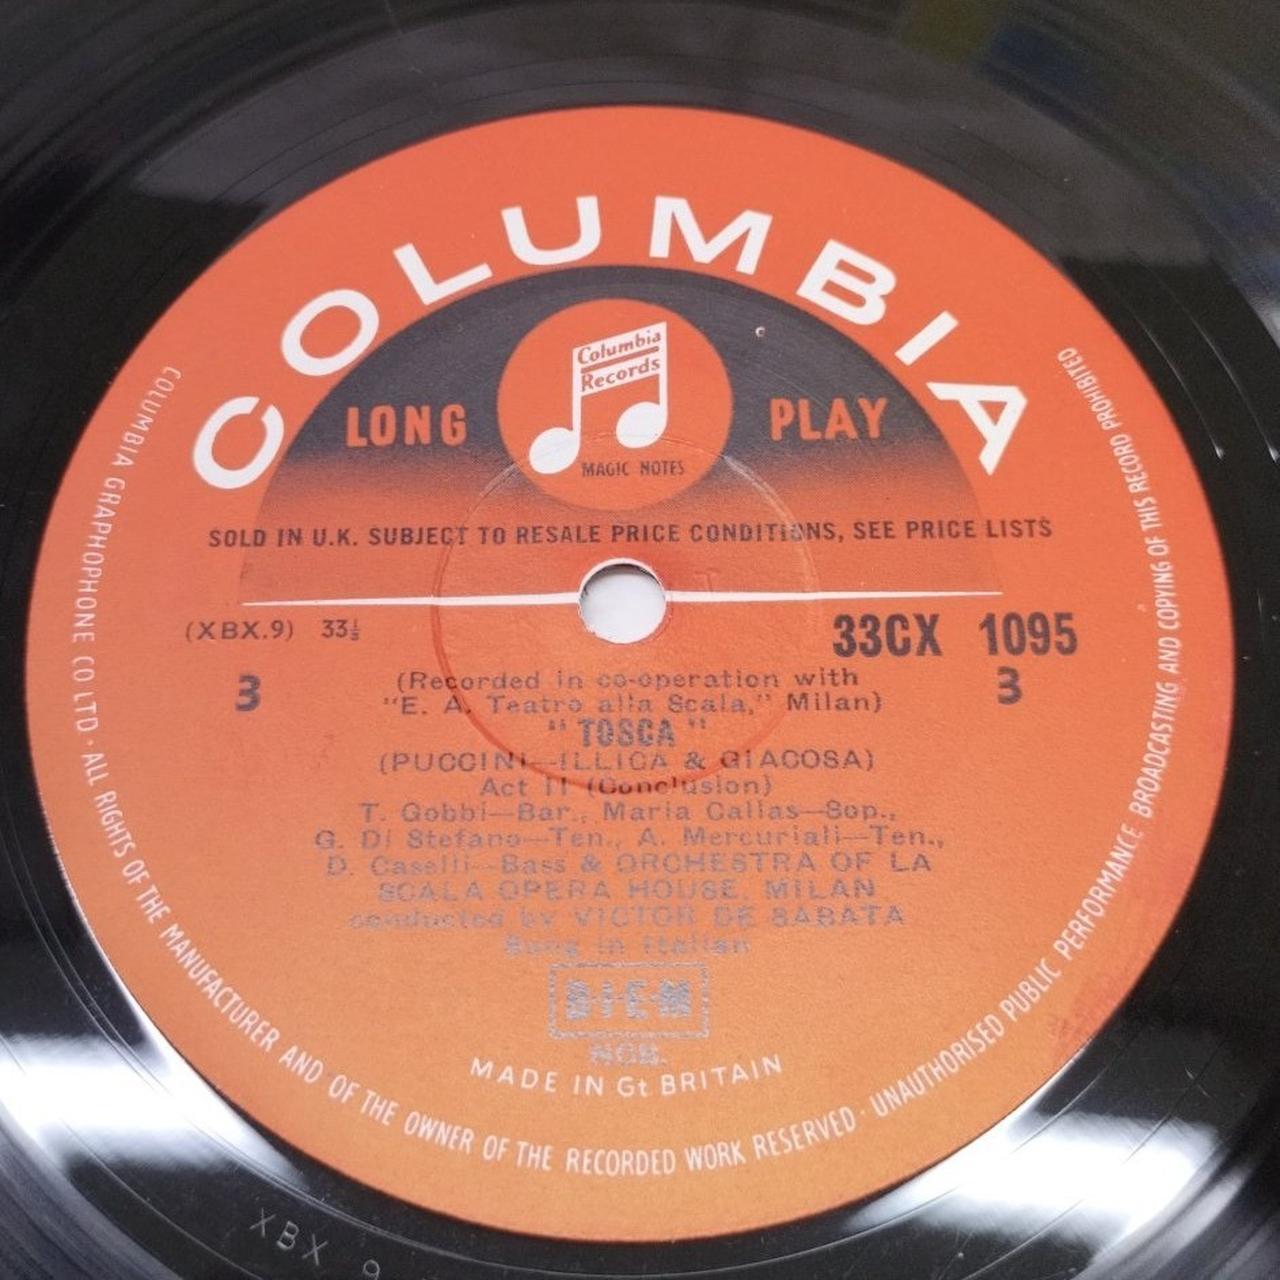 COLUMBIA
Columbia
Records
LONG PLAY
MAGIC NOTES
SOLD IN U.K. SUBJECT TO RESALE PRICE CONDITIONS, SEE PRICE LISTS
(XBX.9) 33⅓ 33CX 1095
3 3
(Recorded in co-operation with
"E. A. Teatro alla Scala," Milan)
"TOSCA"
(PUCCINI—ILLICA & GIACOSA)
Act II (Conclusion)
T. Gobbi—Bar., Maria Callas—Sop.,
G. Di Stefano—Ten., A. Mercuriali—Ten.,
D. Caselli—Bass & ORCHESTRA OF LA
SCALA OPERA HOUSE, MILAN
conducted by VICTOR DE SABATA
Sung in Italian
B·I·E·M
NCB.
MADE IN Gt BRITAIN
COLUMBIA GRAPHOPHONE CO LTD · ALL RIGHTS OF THE MANUFACTURER AND OF THE OWNER OF THE RECORDED WORK RESERVED · UNAUTHORISED PUBLIC PERFORMANCE BROADCASTING AND COPYING OF THIS RECORD PROHIBITED
XBX 9